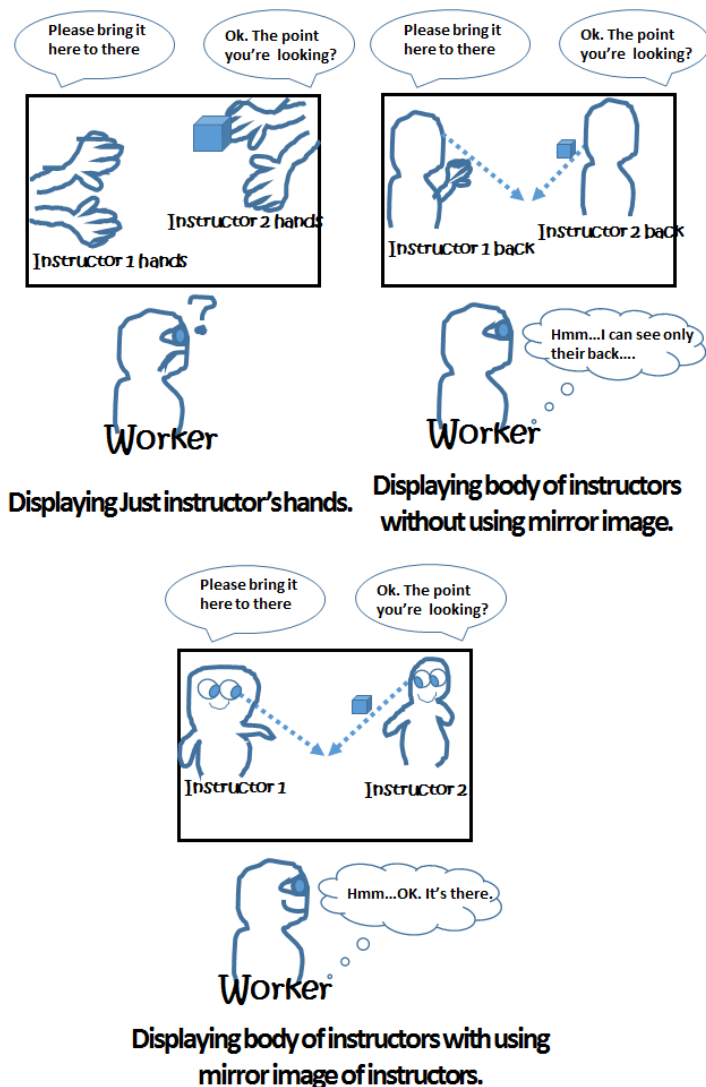 Please bring it
here to there
Ok. The point
you're looking?
Instructor 1 hands
Instructor 2 hands
?
Worker
Displaying Just instructor's hands.
Please bring it
here to there
Ok. The point
you're looking?
Instructor 1 back
Instructor 2 back
Hmm...I can see only
their back....
Worker
Displaying body of instructors
without using mirror image.
Please bring it
here to there
Ok. The point
you're looking?
Instructor 1
Instructor 2
Hmm...OK. It's there.
Worker
Displaying body of instructors with using
mirror image of instructors.